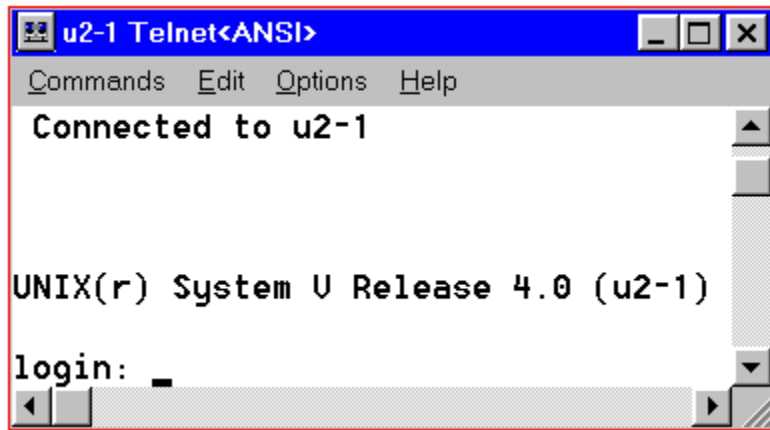 u2-1 Telnet<ANSI>
Commands Edit Options Help
Connected to u2-1
UNIX(r) System V Release 4.0 (u2-1)
login: _